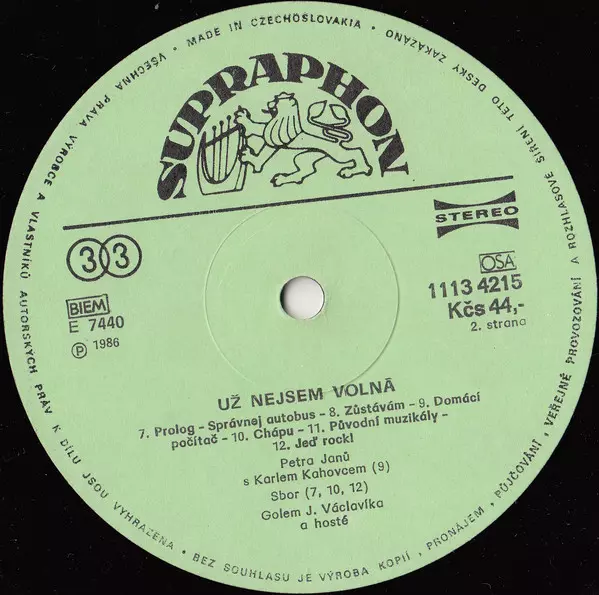 VŠECHNA PRÁVA VÝROBCE A VLASTNÍKŮ AUTORSKÝCH PRÁV K DÍLU JSOU VYHRAZENA • BEZ SOUHLASU JE VÝROBA KOPIÍ, PRONÁJEM, PŮJČOVÁNÍ, VEŘEJNÉ PROVOZOVÁNÍ A ROZHLASOVÉ ŠÍŘENÍ TÉTO DESKY ZAKÁZÁNO • MADE IN CZECHOSLOVAKIA •
SUPRAPHON
STEREO
33
BIEM
E 7440
Ⓟ 1986
OSA
1113 4215
Kčs 44,-
2. strana
UŽ NEJSEM VOLNÁ
7. Prolog - Správnej autobus - 8. Zůstávám - 9. Domácí
počítač - 10. Chápu - 11. Původní muzikály -
12. Jeď rock!
Petra Janů
s Karlem Kahovcem (9)
Sbor (7, 10, 12)
Golem J. Václavíka
a hosté